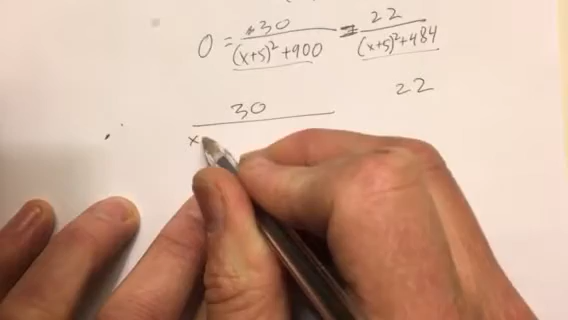 0 = -30/((x+5)²+900) = 22/((x+5)²+484)
30 22
x